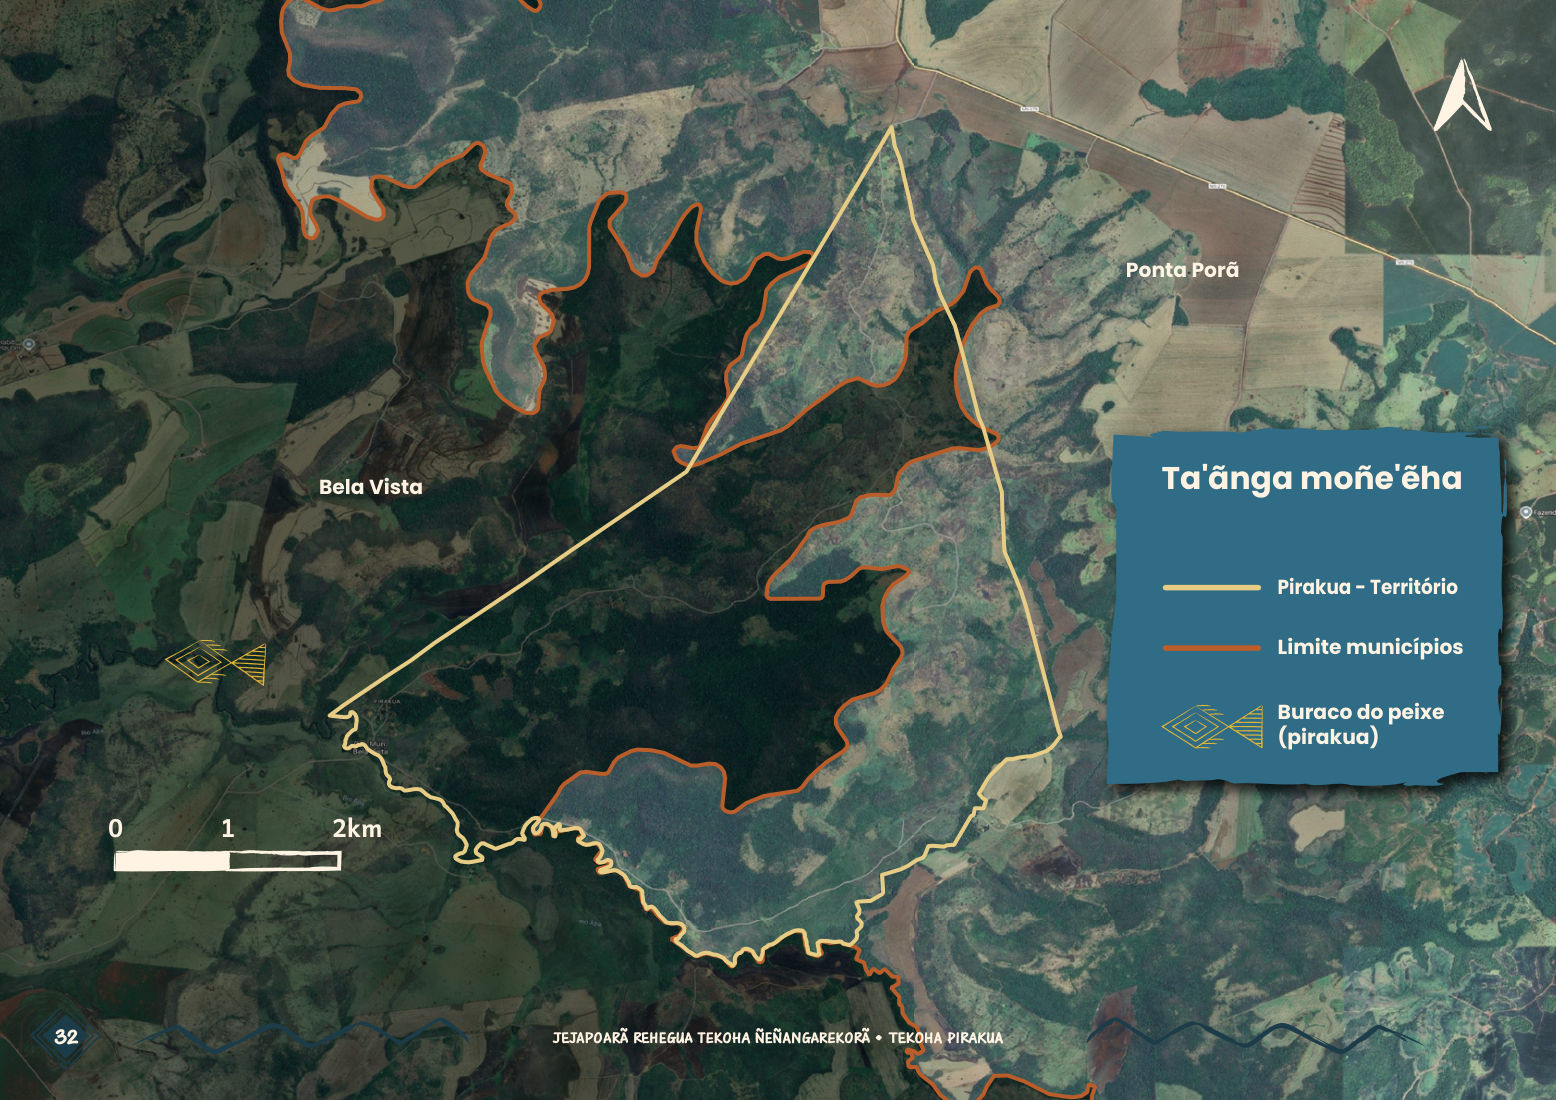 Ponta Porã
Bela Vista
Ta'ãnga moñe'ẽha
Pirakua - Território
Limite municípios
Buraco do peixe
(pirakua)
PIRAKUA
0 1 2km
32
JEJAPOARÃ REHEGUA TEKOHA ÑEÑANGAREKORÃ • TEKOHA PIRAKUA